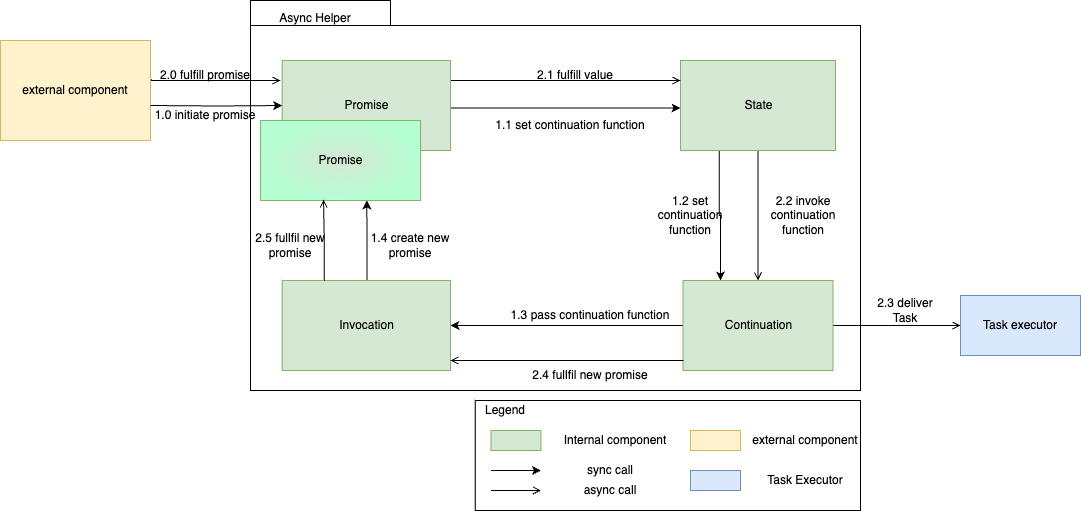 Async Helper
external component
2.0 fulfill promise
1.0 initiate promise
Promise
2.1 fulfill value
1.1 set continuation function
State
Promise
1.2 set
continuation
function
2.2 invoke
continuation
function
2.5 fullfil new
promise
1.4 create new
promise
Invocation
1.3 pass continuation function
2.4 fullfil new promise
Continuation
2.3 deliver
Task
Task executor
Legend
Internal component
external component
sync call
Task Executor
async call